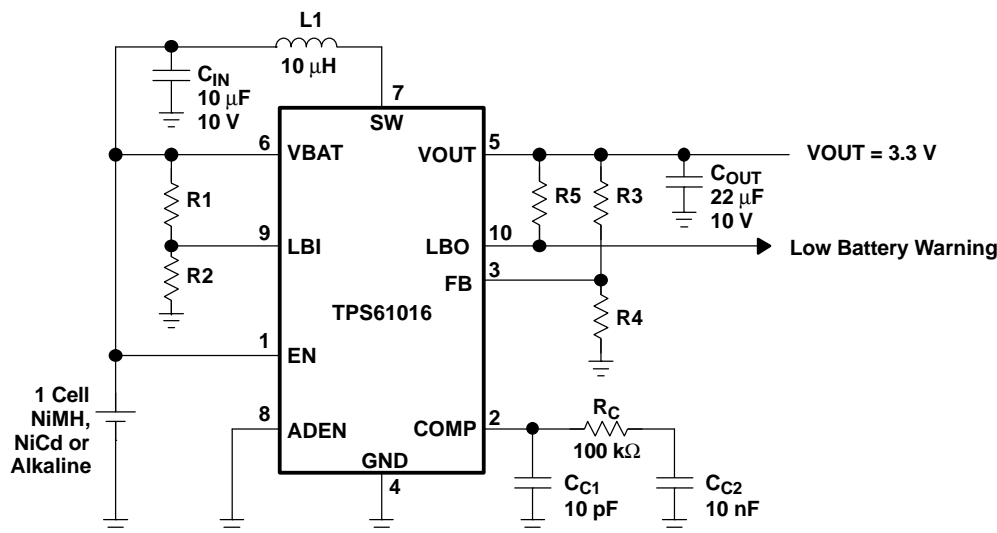 L1
10 μH
C_IN
10 μF
10 V
7
SW
6
VBAT
VOUT
5
VOUT = 3.3 V
R1
R5
R3
C_OUT
22 μF
10 V
9
LBI
LBO
10
Low Battery Warning
R2
FB
3
TPS61016
R4
1
EN
1 Cell
NiMH,
NiCd or
Alkaline
8
ADEN
COMP
2
R_C
100 kΩ
GND
4
C_C1
10 pF
C_C2
10 nF